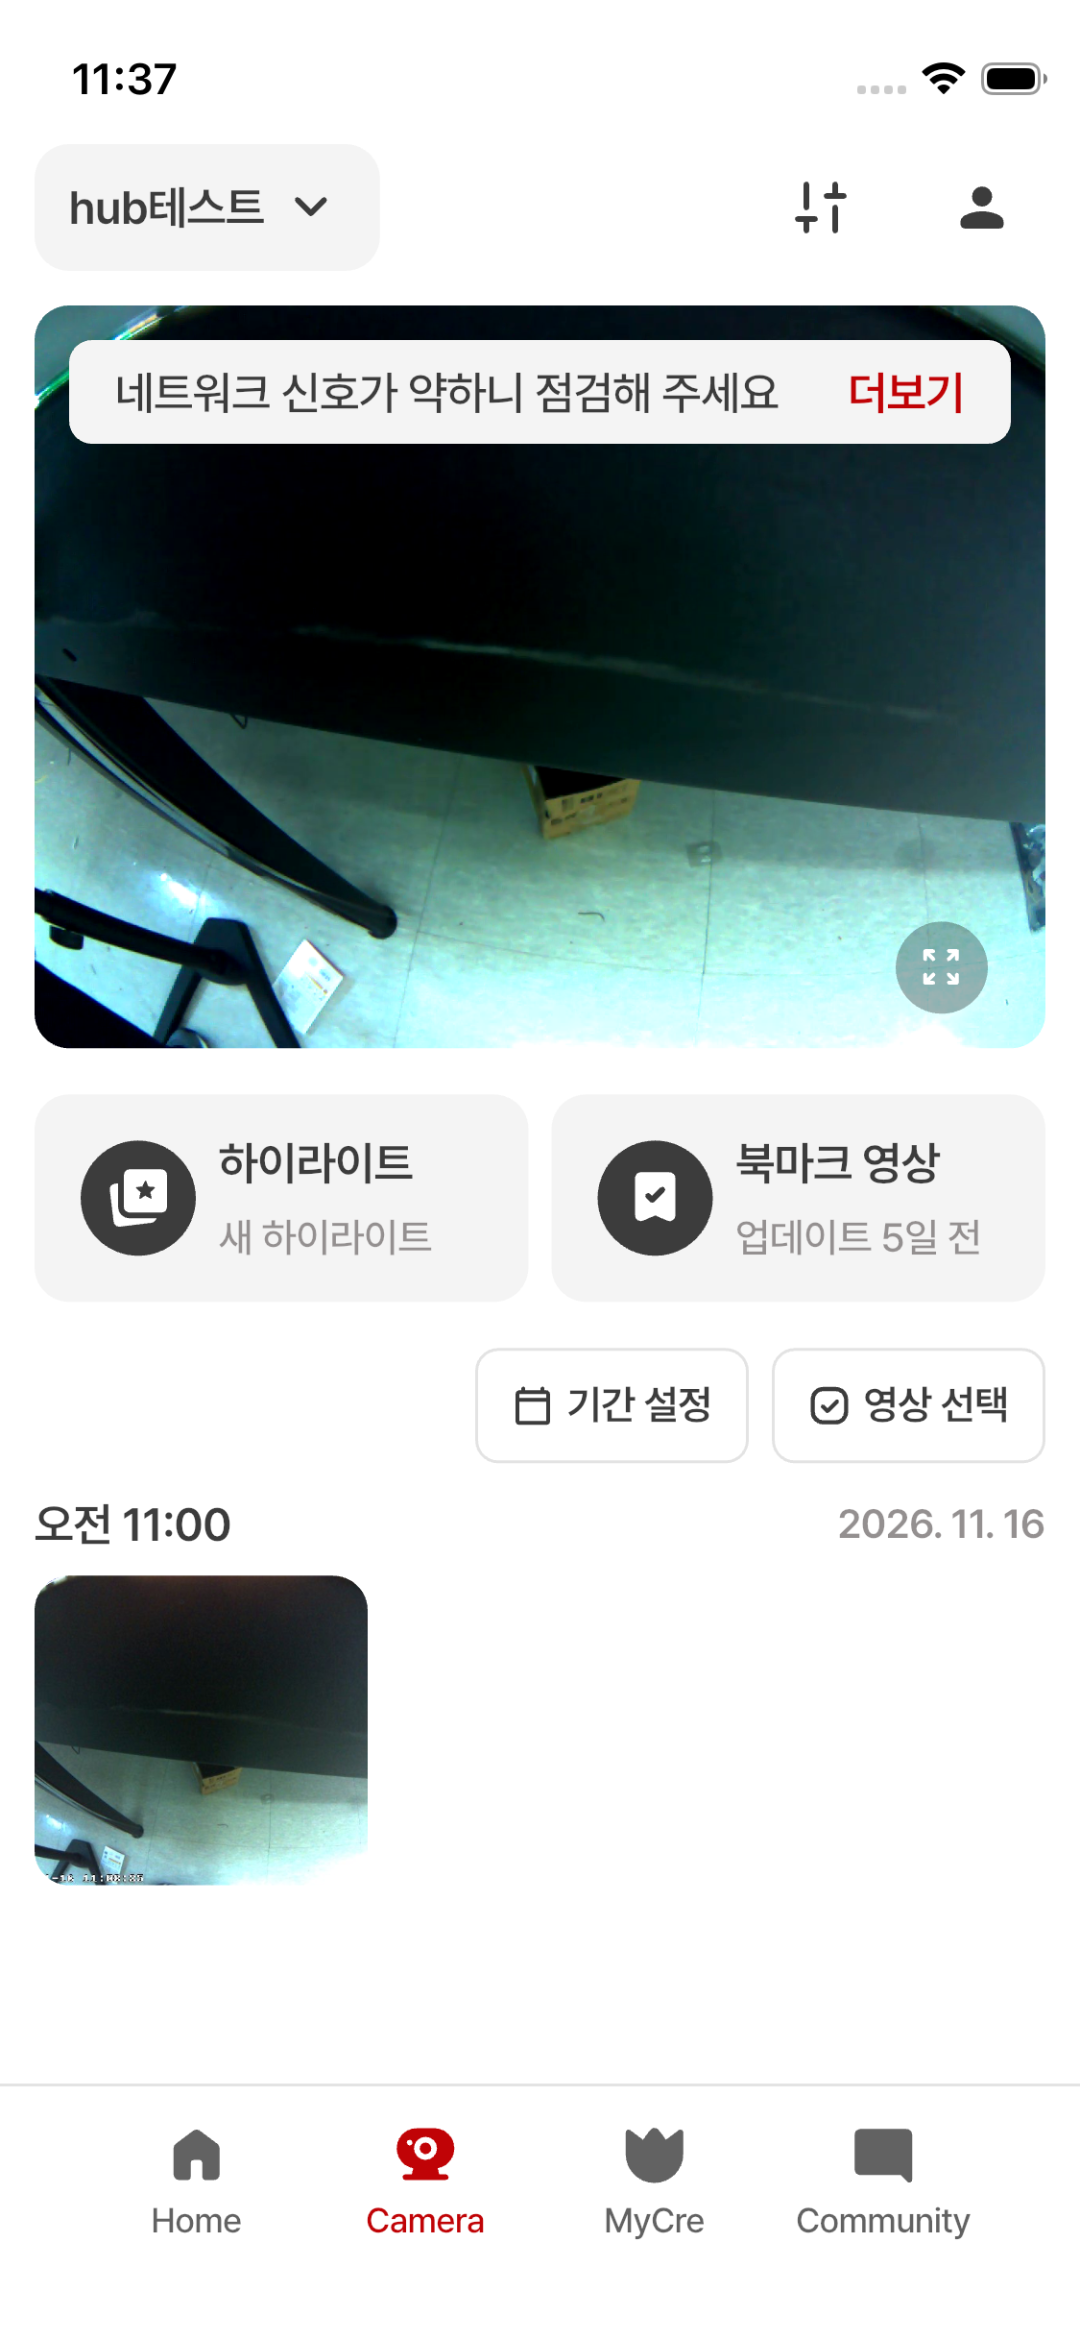 11:37
hub테스트
네트워크 신호가 약하니 점검해 주세요 더보기
하이라이트
새 하이라이트
북마크 영상
업데이트 5일 전
기간 설정
영상 선택
오전 11:00
2026. 11. 16
Home
Camera
MyCre
Community